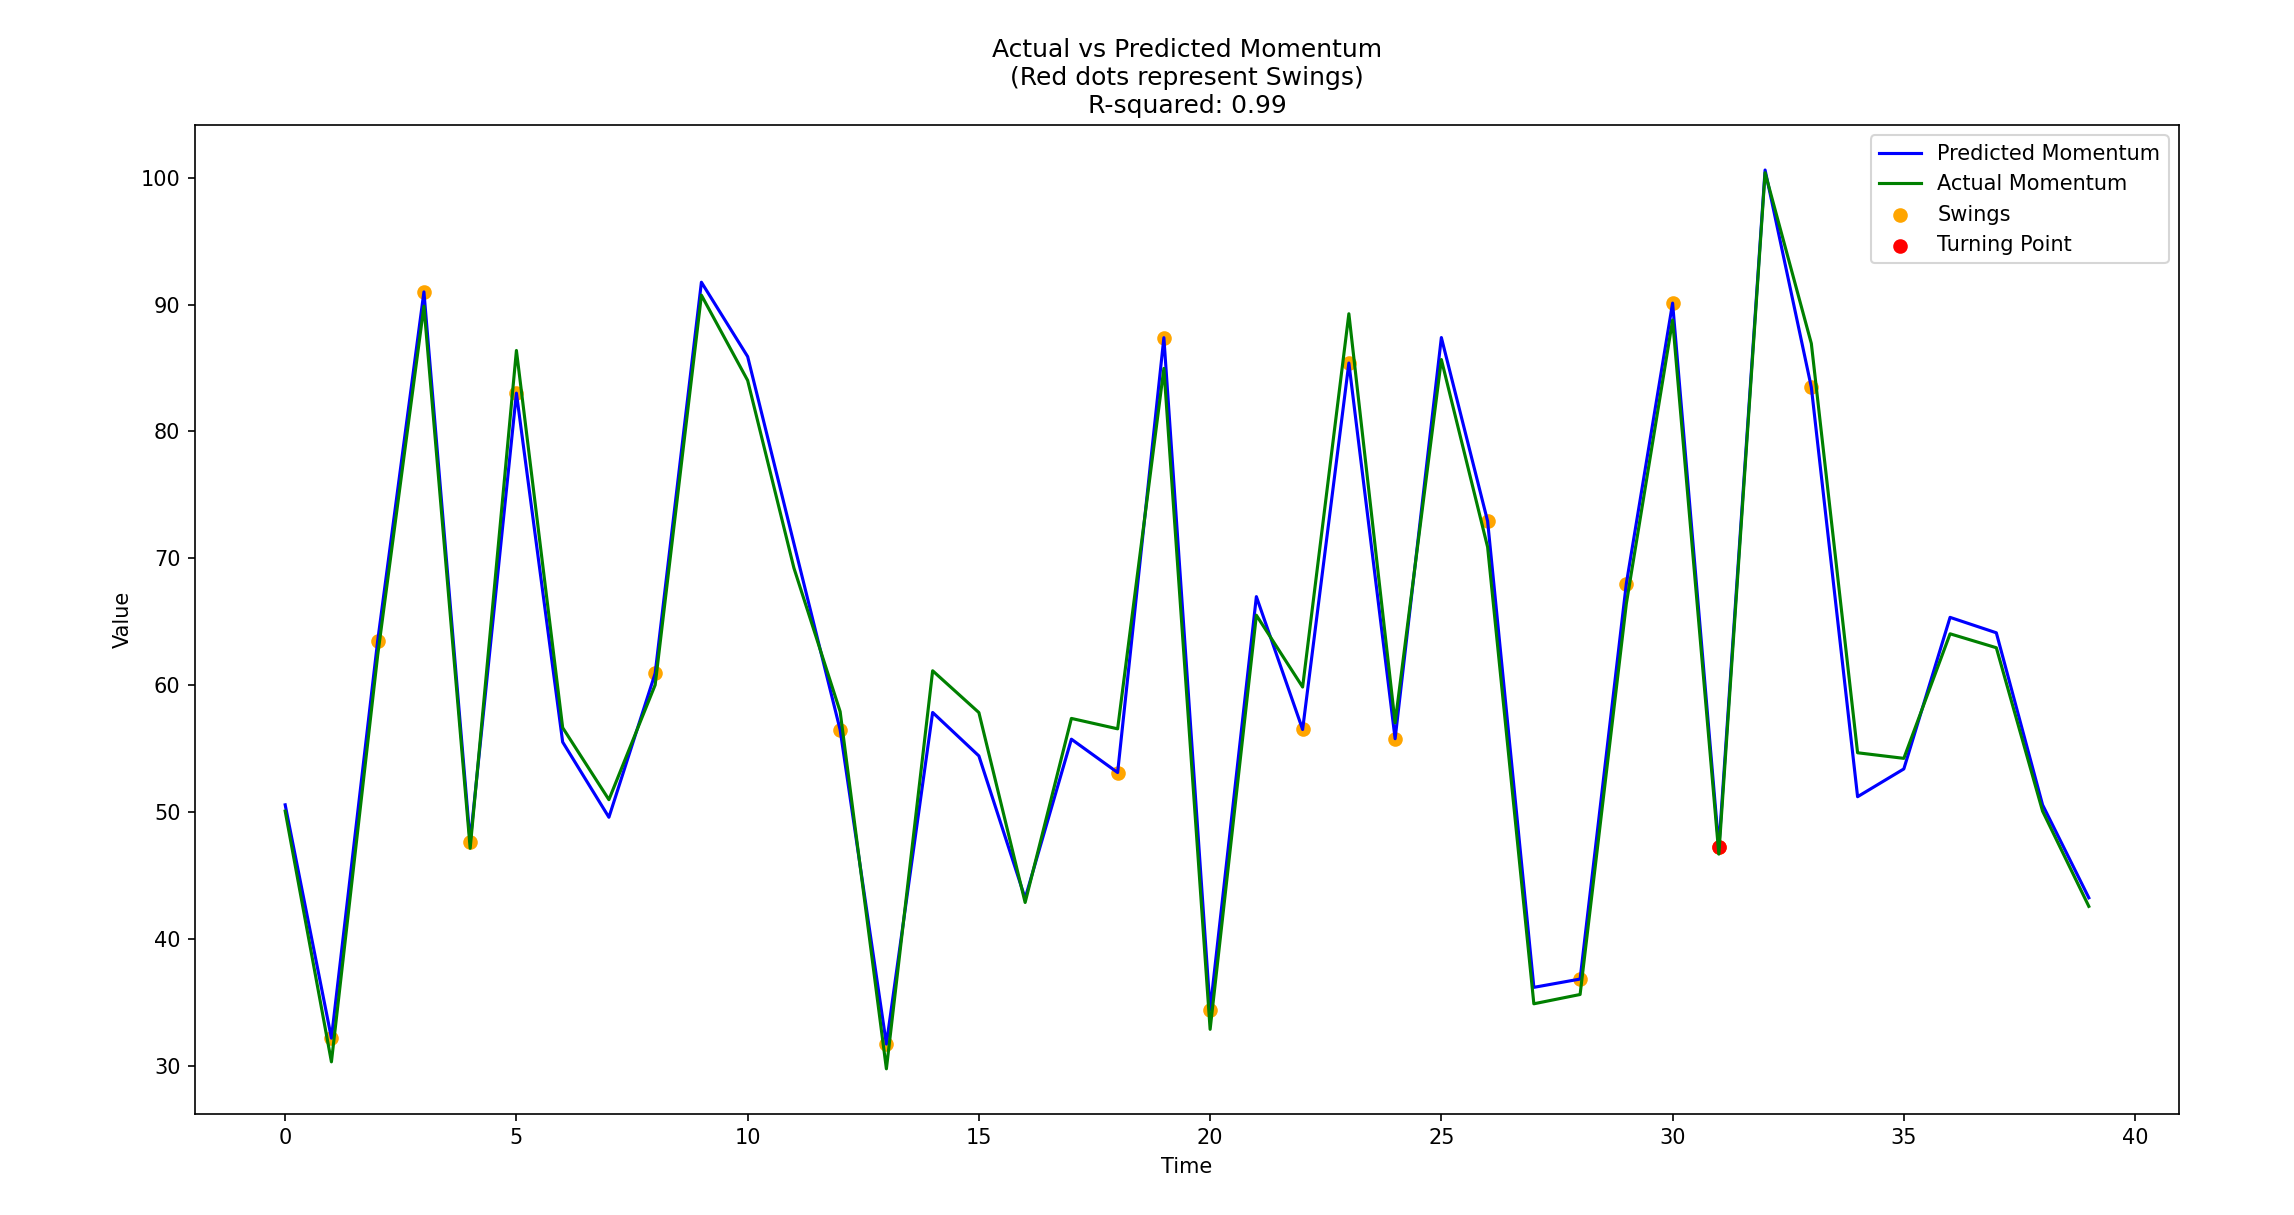 Actual vs Predicted Momentum
(Red dots represent Swings)
R-squared: 0.99
Predicted Momentum
Actual Momentum
Swings
Turning Point
100
90
80
70
60
50
40
30
Value
0 5 10 15 20 25 30 35 40
Time